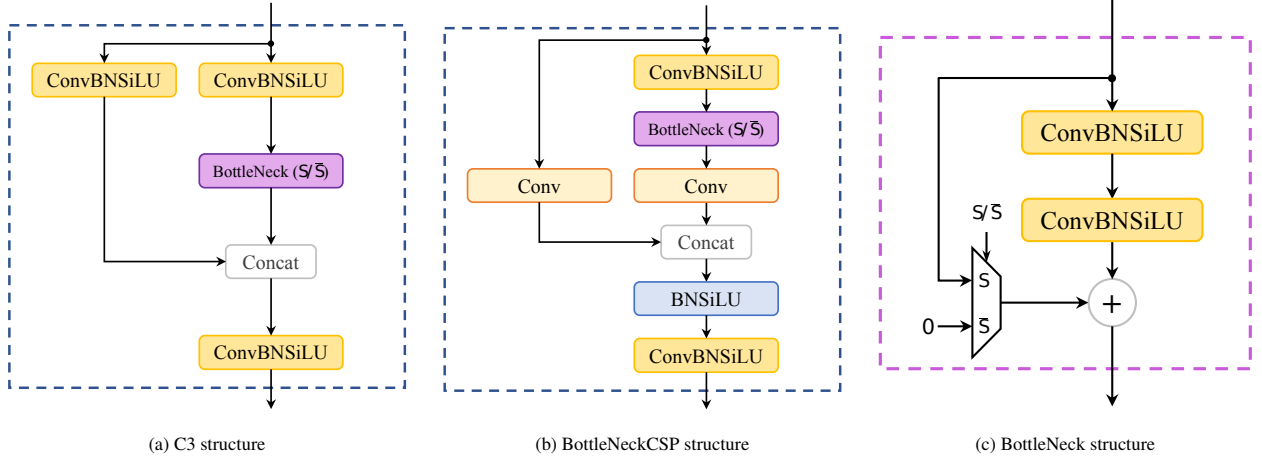 ConvBNSiLU
ConvBNSiLU
BottleNeck (S/S̄)
Concat
ConvBNSiLU
(a) C3 structure
ConvBNSiLU
BottleNeck (S/S̄)
Conv
Conv
Concat
BNSiLU
ConvBNSiLU
(b) BottleNeckCSP structure
ConvBNSiLU
ConvBNSiLU
S/S̄
S
+
0
S̄
(c) BottleNeck structure